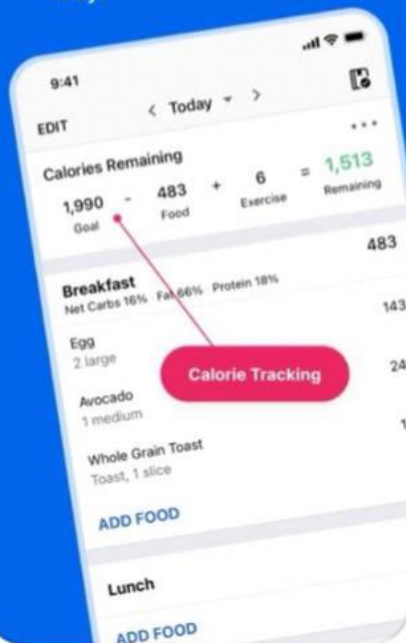 9:41
EDIT < Today >
Calories Remaining
1,990 - 483 + 6 = 1,513
Goal Food Exercise Remaining
Breakfast 483
Net Carbs 16% Fat 66% Protein 18%
Egg 143
2 large
Calorie Tracking
Avocado
1 medium
Whole Grain Toast
Toast, 1 slice
ADD FOOD
Lunch
ADD FOOD